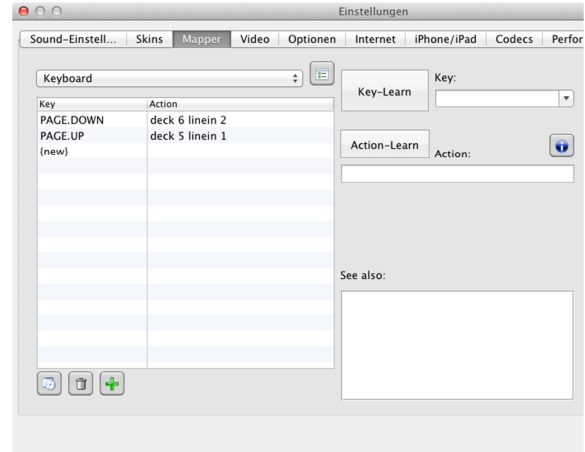 Einstellungen
Sound-Einstell... Skins Mapper Video Optionen Internet iPhone/iPad Codecs Perfor
Keyboard
Key Action
PAGE.DOWN deck 6 linein 2
PAGE.UP deck 5 linein 1
{new}
Key-Learn
Key:
Action-Learn
Action:
See also: